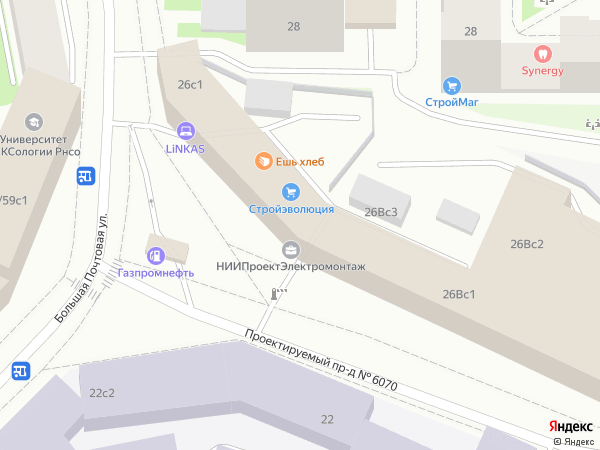 28
28
Synergy
26с1
СтройМаг
Университет
КСологии Рнсо
LiNKAS
Ешь хлеб
/59с1
Стройэволюция
26Вс3
Большая Почтовая ул.
26Вс2
Газпромнефть
НИИПроектЭлектромонтаж
26Вс1
Проектируемый пр-д № 6070
22с2
22
Яндекс
© Яндекс